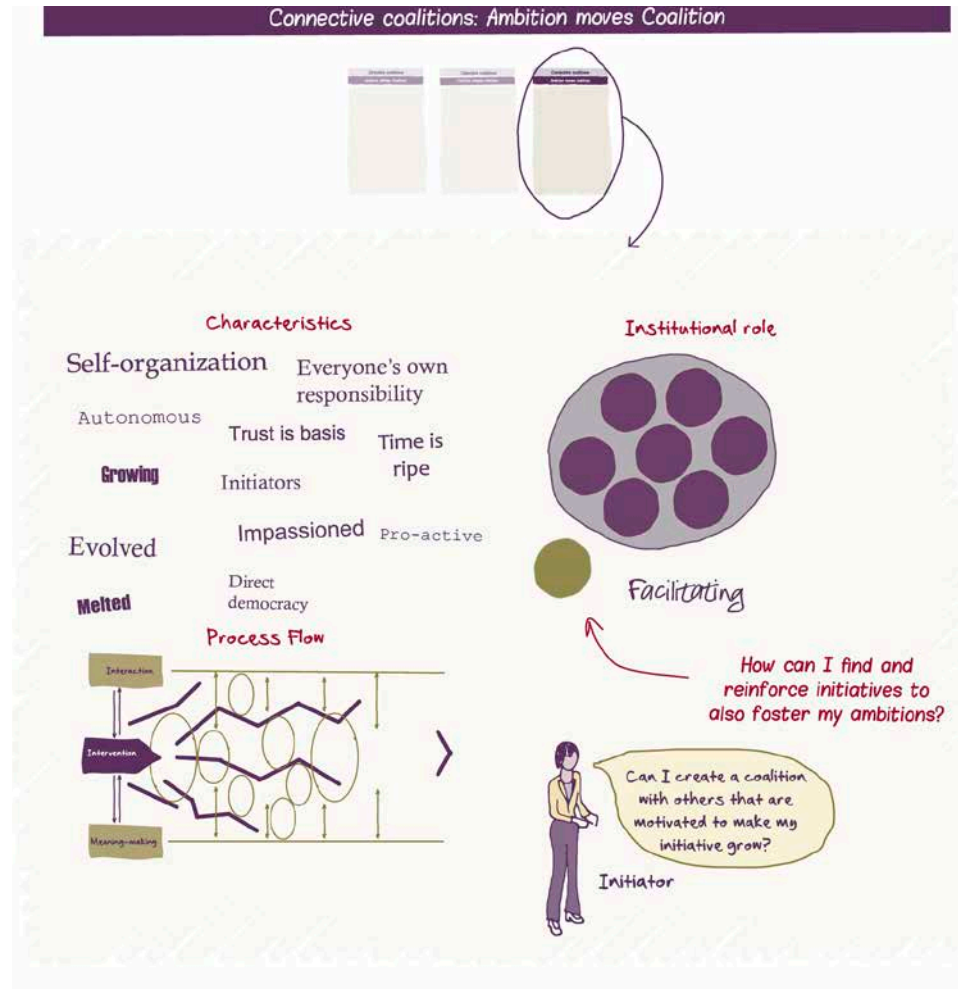 Connective coalitions: Ambition moves Coalition
Characteristics
Self-organization
Everyone's own
responsibility
Autonomous
Trust is basis
Time is
ripe
Growing
Initiators
Evolved
Impassioned
Pro-active
Melted
Direct
democracy
Institutional role
Facilitating
How can I find and
reinforce initiatives to
also foster my ambitions?
Process Flow
Interaction
Intervention
Meaning-making
Can I create a coalition
with others that are
motivated to make my
initiative grow?
Initiator